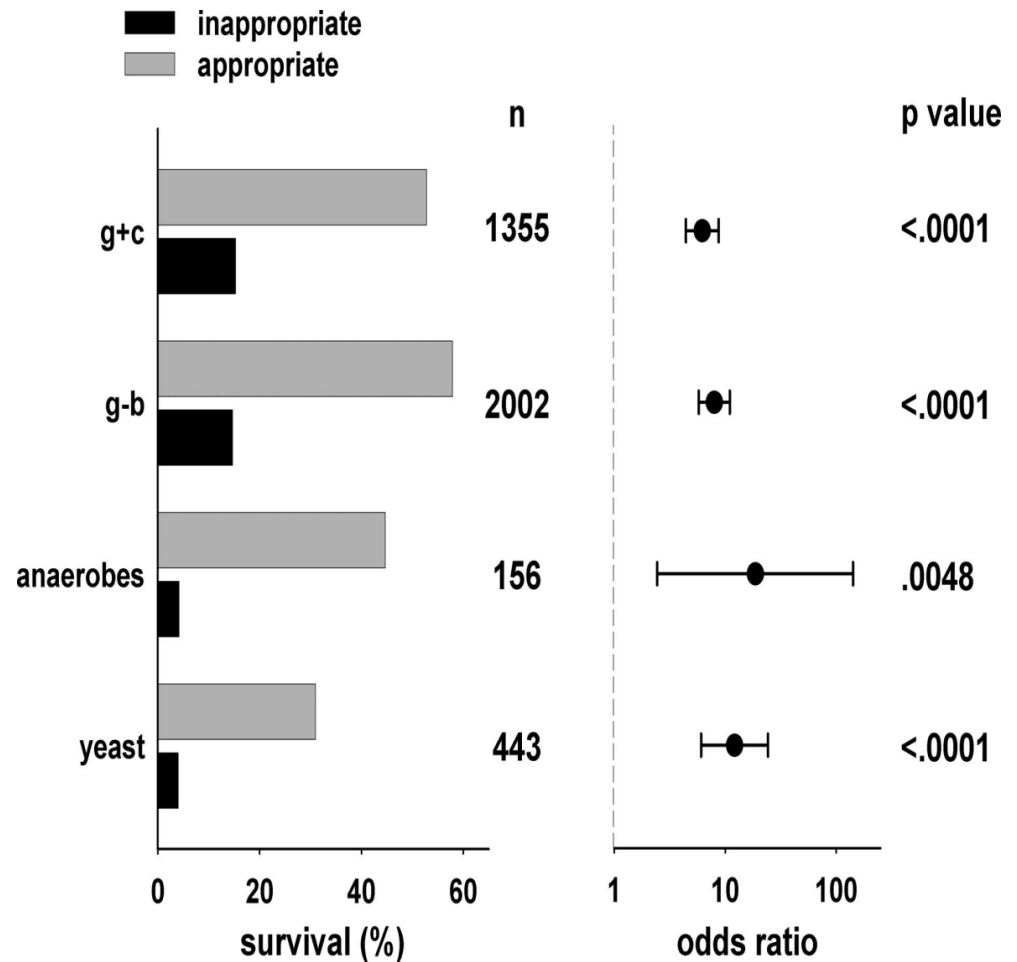 inappropriate
appropriate
n
p value
g+c
1355
<.0001
g-b
2002
<.0001
anaerobes
156
.0048
yeast
443
<.0001
0 20 40 60
1 10 100
survival (%)
odds ratio